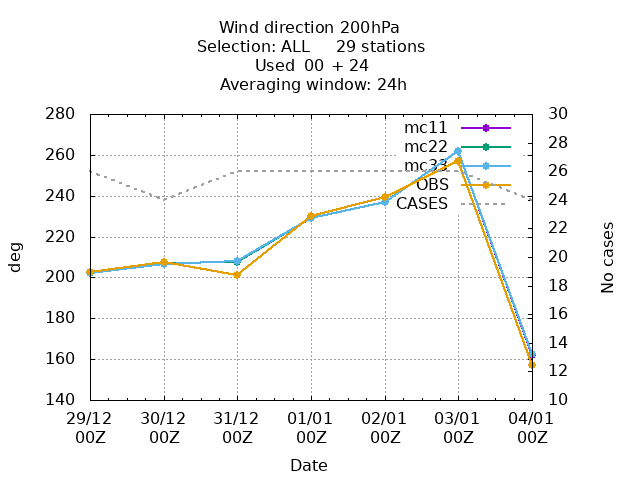 Wind direction 200hPa
Selection: ALL 29 stations
Used 00 + 24
Averaging window: 24h
280 30
260 28
240 26
220 24
200 22
180 20
160 18
140 16
14
12
10
mc11
mc22
mc33
OBS
CASES
deg
No cases
29/12 30/12 31/12 01/01 02/01 03/01 04/01
00Z 00Z 00Z 00Z 00Z 00Z 00Z
Date